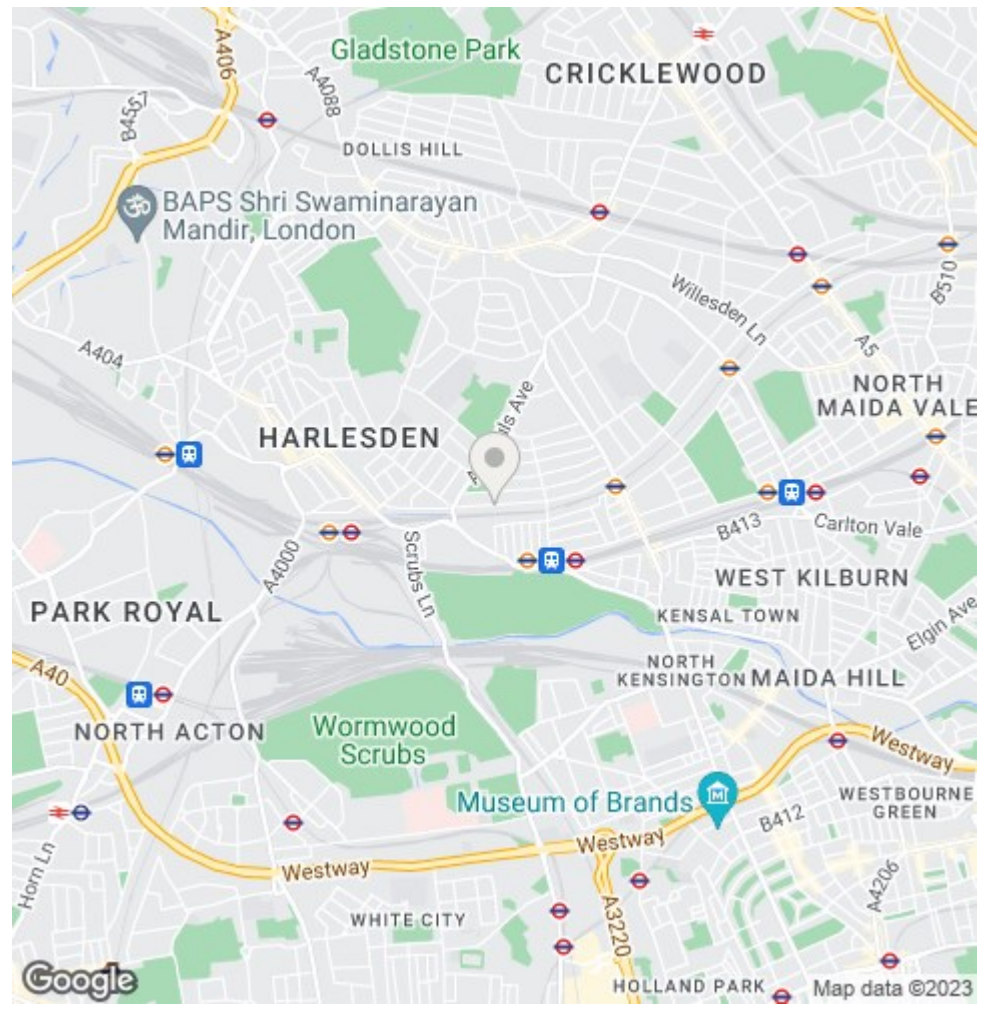 Gladstone Park
A406
A4088
CRICKLEWOOD
B4557
DOLLIS HILL
BAPS Shri Swaminarayan
Mandir, London
B510
Willesden Ln
A404
A5
NORTH
MAIDA VALE
HARLESDEN
Ave
B413
Carlton Vale
Scrubs Ln
A4000
WEST KILBURN
PARK ROYAL
KENSAL TOWN
Elgin Ave
A40
NORTH
KENSINGTON
MAIDA HILL
NORTH ACTON
Wormwood
Scrubs
Westway
Museum of Brands
WESTBOURNE
GREEN
B412
Westway
Westway
Horn Ln
A4206
WHITE CITY
A3220
Google
HOLLAND PARK
Map data ©2023